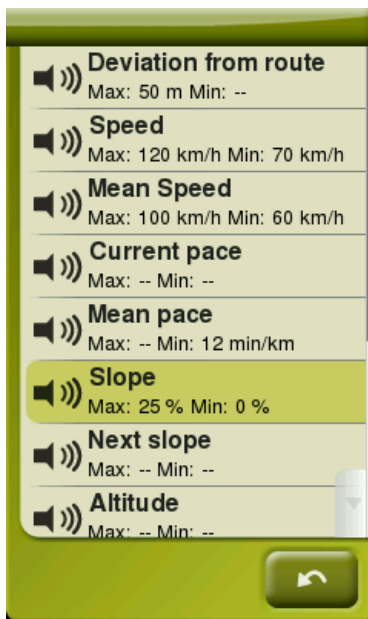 Deviation from route
Max: 50 m Min: --
Speed
Max: 120 km/h Min: 70 km/h
Mean Speed
Max: 100 km/h Min: 60 km/h
Current pace
Max: -- Min: --
Mean pace
Max: -- Min: 12 min/km
Slope
Max: 25 % Min: 0 %
Next slope
Max: -- Min: --
Altitude
Max: -- Min: --